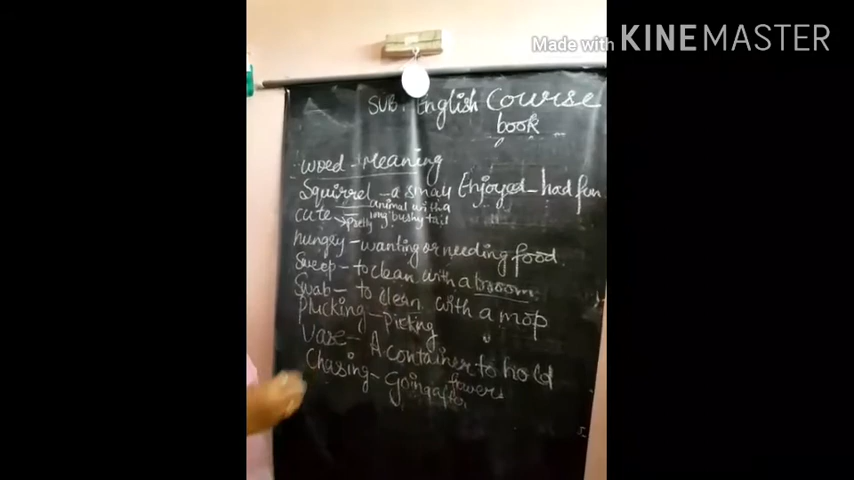 Made with KINEMASTER
SUB. English Course
book
Word - Meaning
Squirrel - a small Enjoyed - had fun
animal with a
cute → pretty long bushy tail
hungry - wanting or needing food
Sweep - to clean with a broom
Swab - to clean with a mop
Plucking - Picking
Vase - A container to hold
flowers
Chasing - Going after